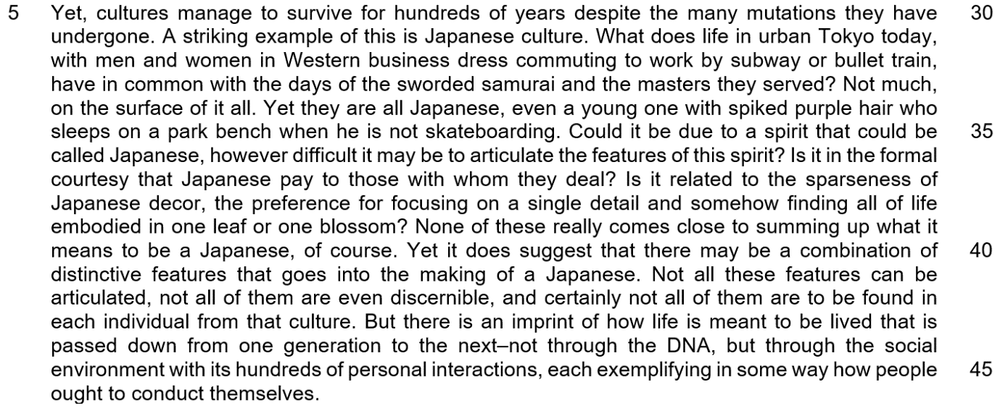 5 Yet, cultures manage to survive for hundreds of years despite the many mutations they have 30
undergone. A striking example of this is Japanese culture. What does life in urban Tokyo today,
with men and women in Western business dress commuting to work by subway or bullet train,
have in common with the days of the sworded samurai and the masters they served? Not much,
on the surface of it all. Yet they are all Japanese, even a young one with spiked purple hair who
sleeps on a park bench when he is not skateboarding. Could it be due to a spirit that could be 35
called Japanese, however difficult it may be to articulate the features of this spirit? Is it in the formal
courtesy that Japanese pay to those with whom they deal? Is it related to the sparseness of
Japanese decor, the preference for focusing on a single detail and somehow finding all of life
embodied in one leaf or one blossom? None of these really comes close to summing up what it
means to be a Japanese, of course. Yet it does suggest that there may be a combination of 40
distinctive features that goes into the making of a Japanese. Not all these features can be
articulated, not all of them are even discernible, and certainly not all of them are to be found in
each individual from that culture. But there is an imprint of how life is meant to be lived that is
passed down from one generation to the next–not through the DNA, but through the social
environment with its hundreds of personal interactions, each exemplifying in some way how people 45
ought to conduct themselves.